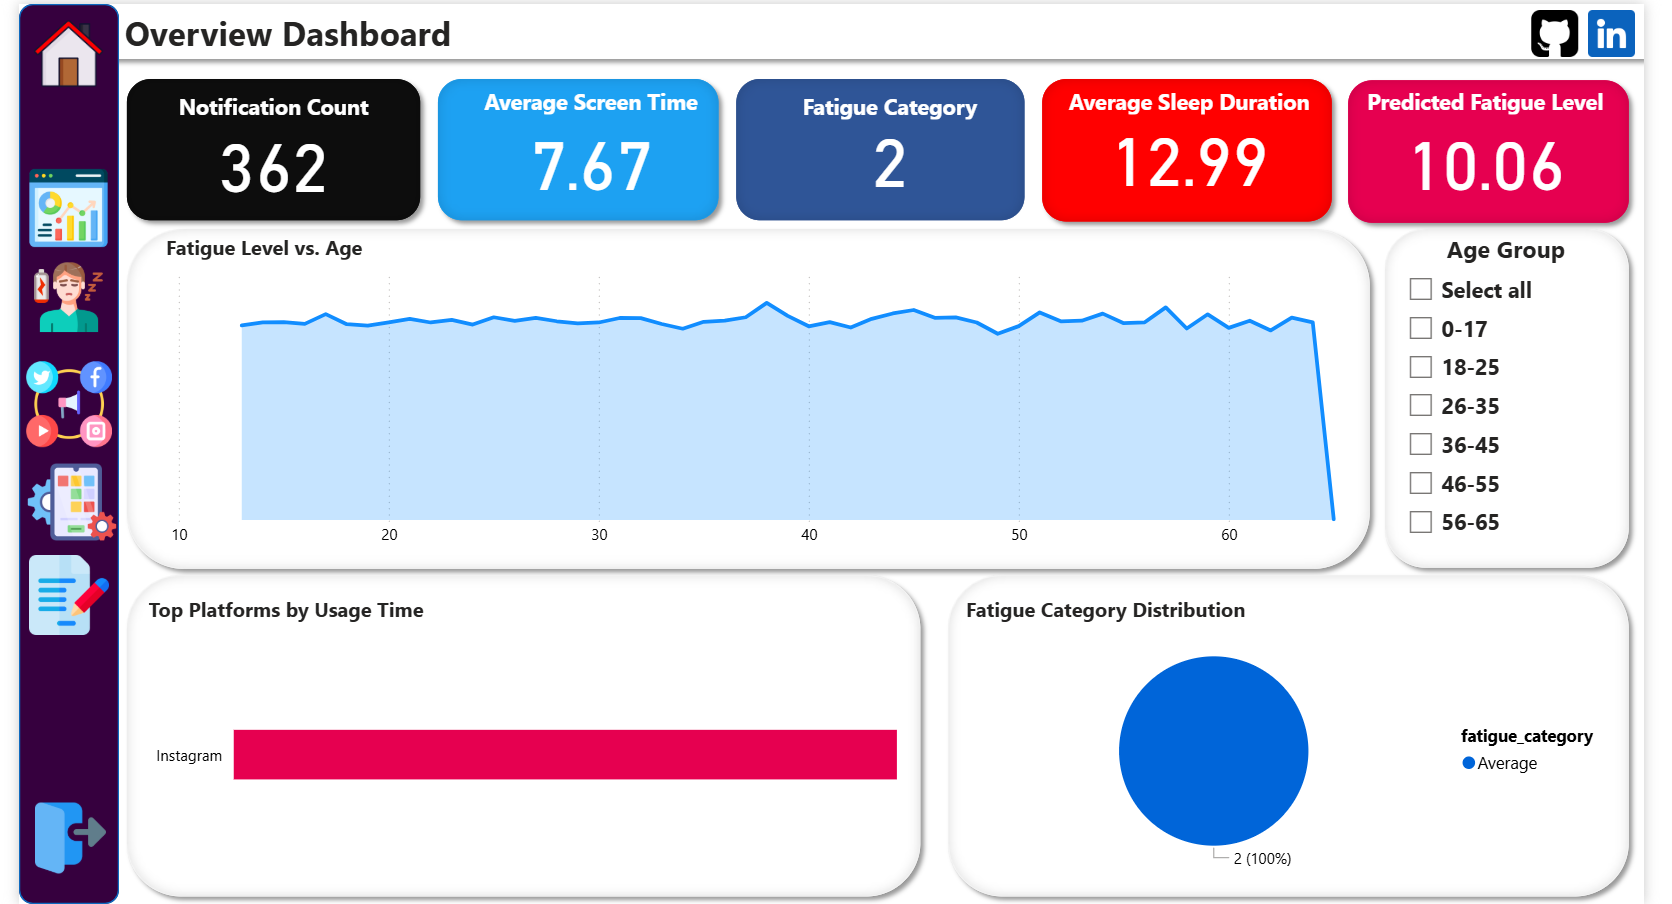 Overview Dashboard
in
Notification Count
362
Average Screen Time
7.67
Fatigue Category
2
Average Sleep Duration
12.99
Predicted Fatigue Level
10.06
Fatigue Level vs. Age
10 20 30 40 50 60
Age Group
Select all
0-17
18-25
26-35
36-45
46-55
56-65
Top Platforms by Usage Time
Instagram
Fatigue Category Distribution
2 (100%)
fatigue_category
Average